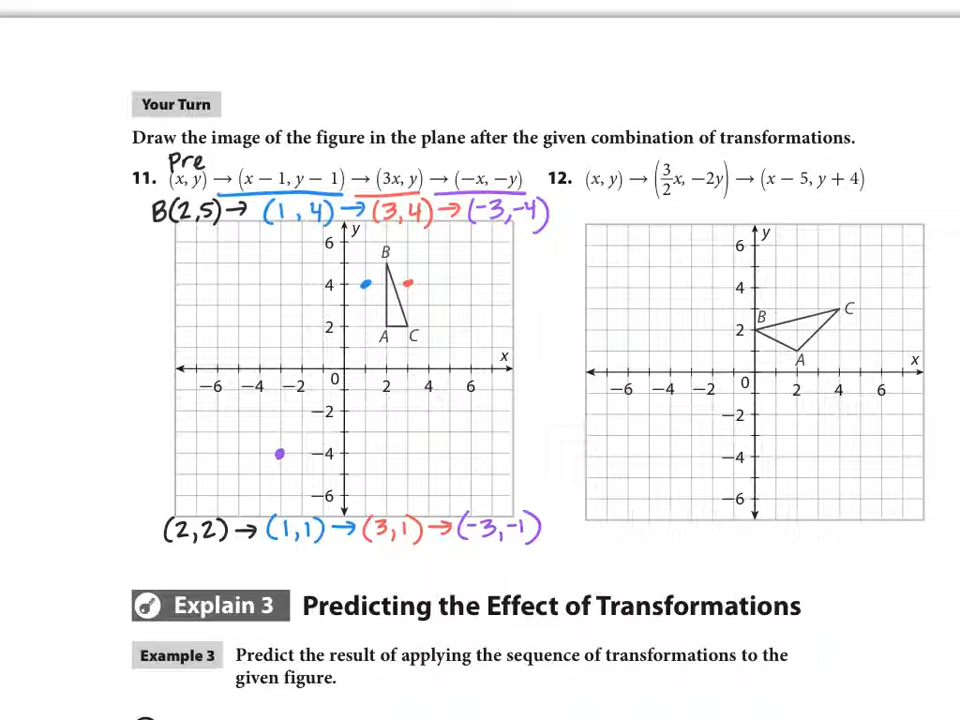 Your Turn
Draw the image of the figure in the plane after the given combination of transformations.
Pre
11. (x, y) → (x − 1, y − 1) → (3x, y) → (−x, −y)
B(2,5) → (1, 4) → (3, 4) → (-3, -4)
12. (x, y) → (3/2 x, −2y) → (x − 5, y + 4)
y
6
B
4
2
A C
x
−6 −4 −2 0 2 4 6
−2
−4
−6
(2,2) → (1,1) → (3,1) → (-3,-1)
y
6
4
C
B
2
A
x
−6 −4 −2 0 2 4 6
−2
−4
−6
Explain 3 Predicting the Effect of Transformations
Example 3 Predict the result of applying the sequence of transformations to the
given figure.